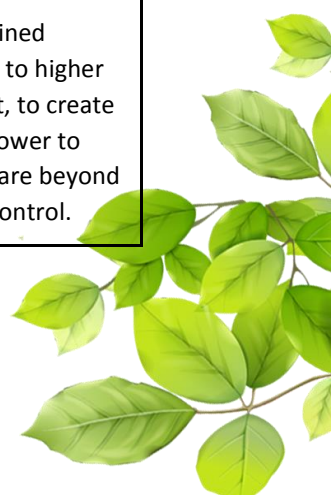 ined
to higher
t, to create
ower to
are beyond
ontrol.